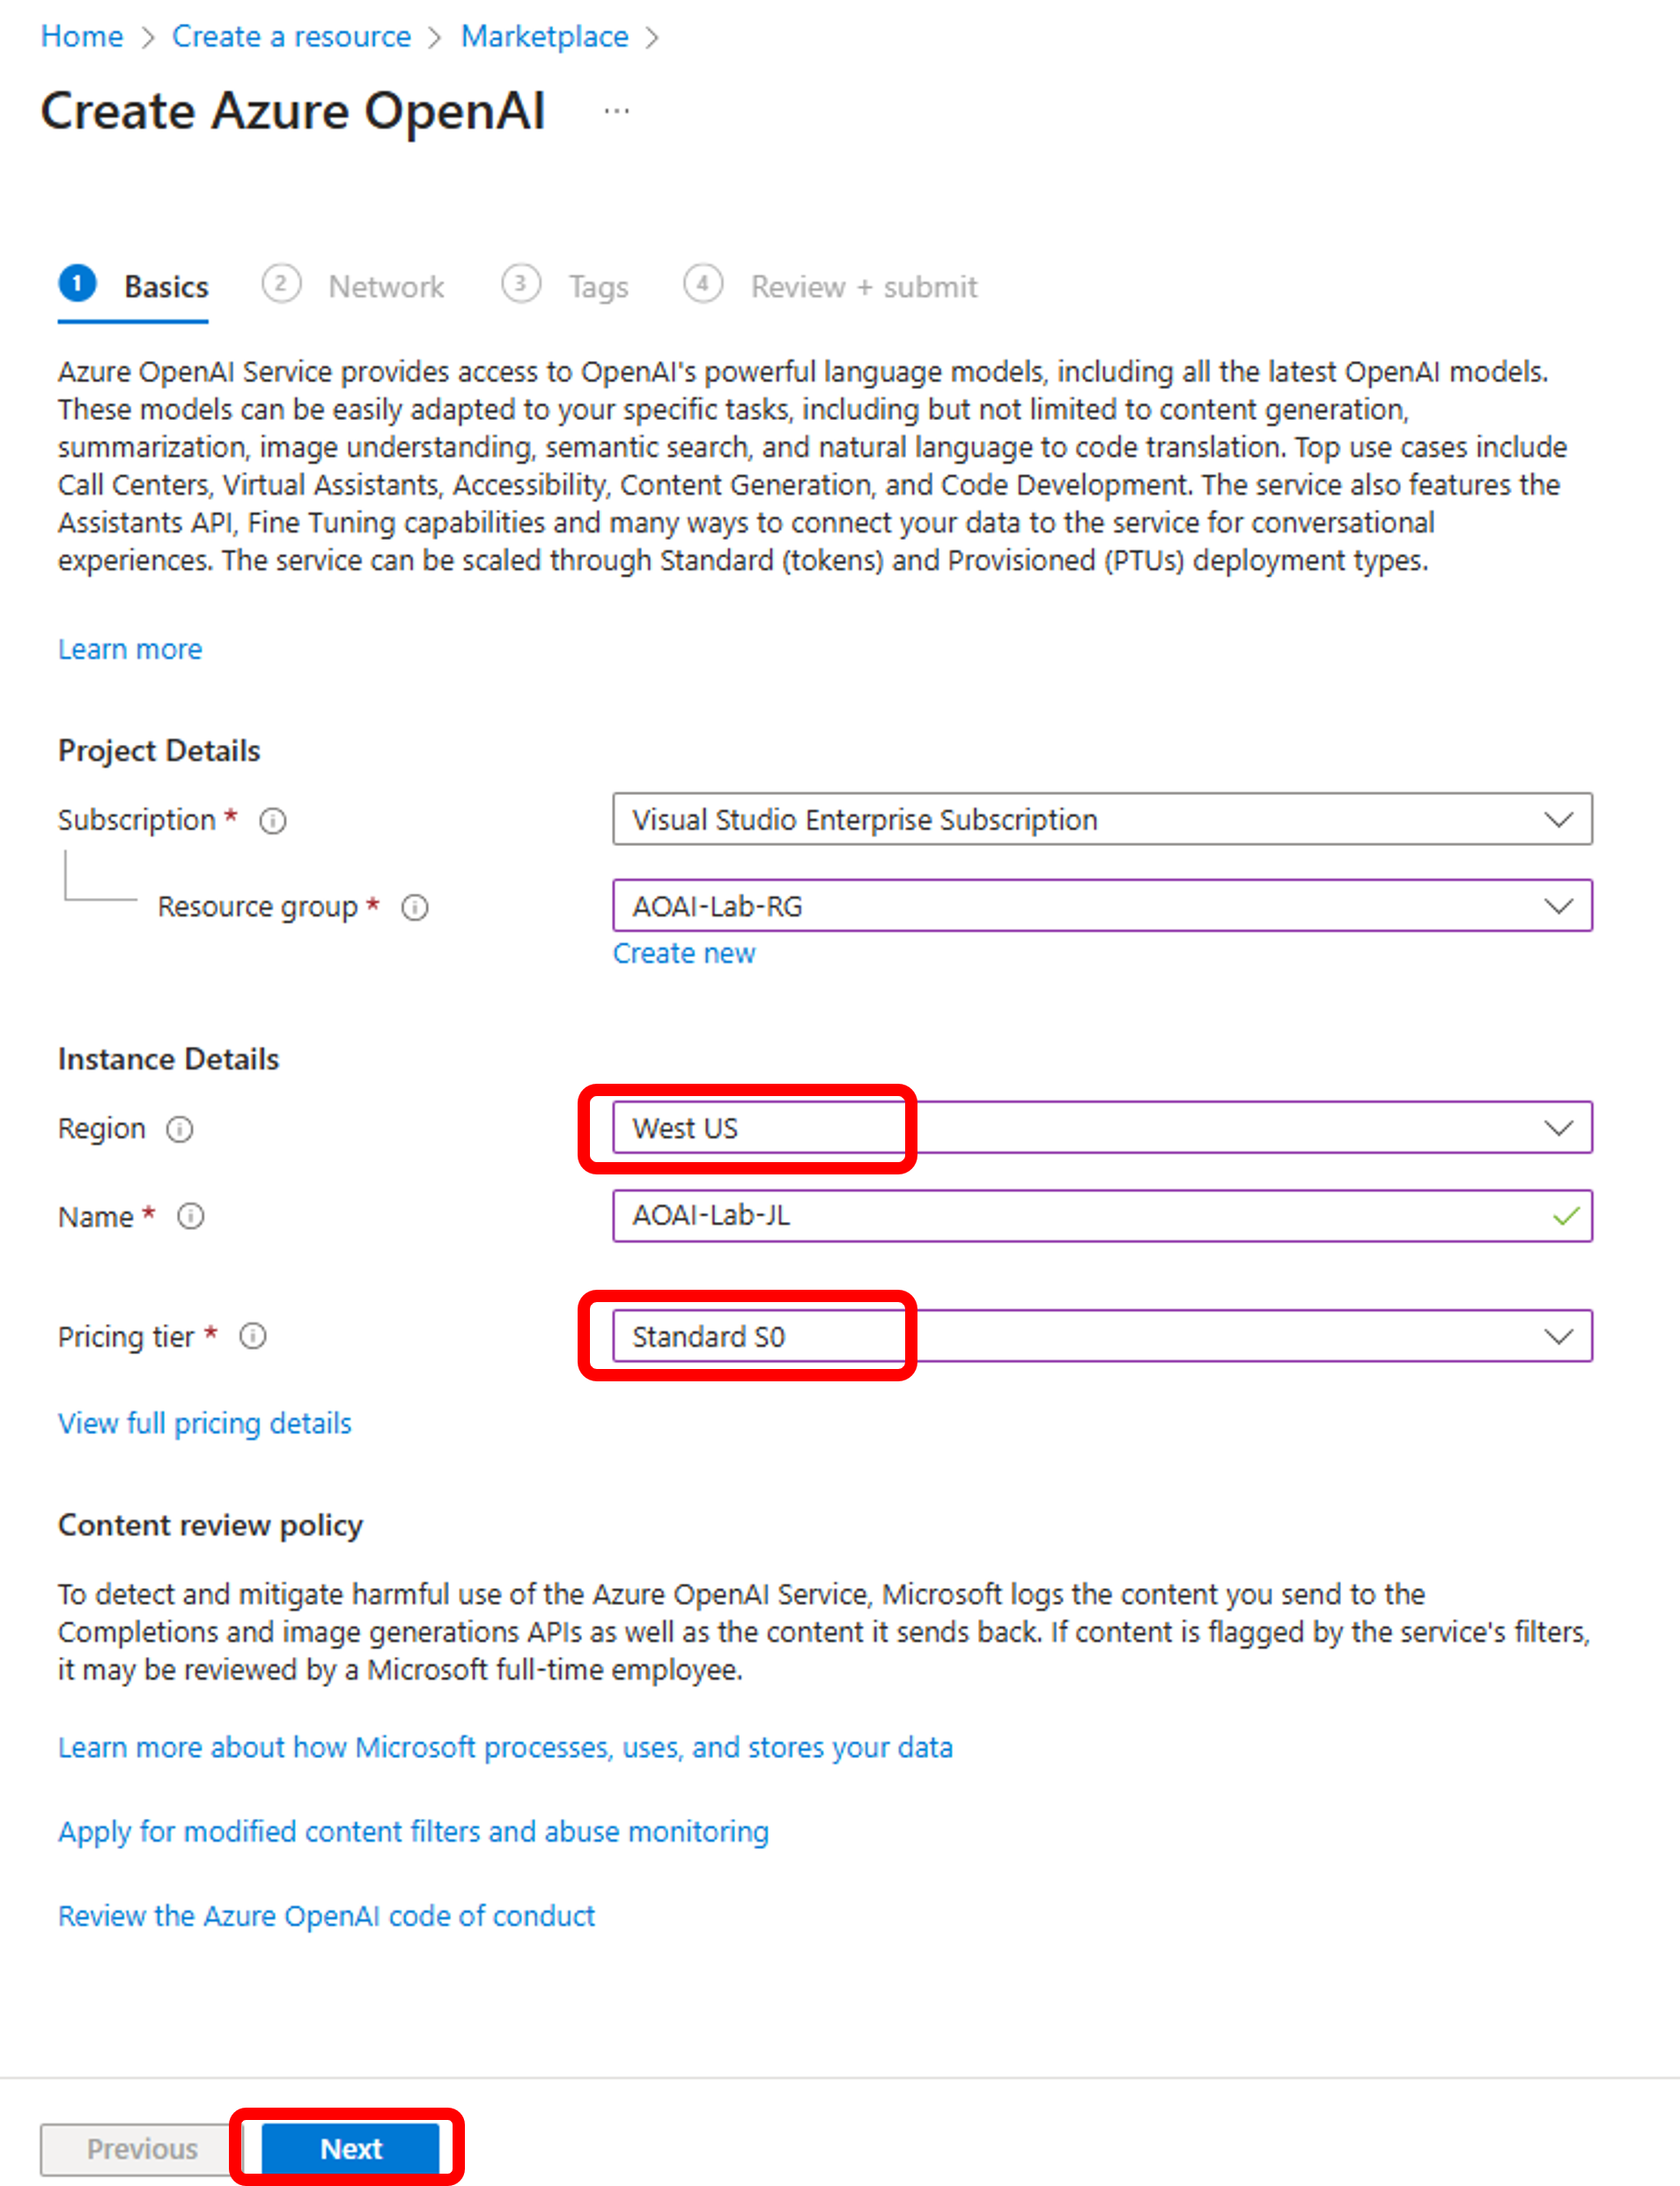 Home > Create a resource > Marketplace >
Create Azure OpenAI ...
1 Basics 2 Network 3 Tags 4 Review + submit
Azure OpenAI Service provides access to OpenAI's powerful language models, including all the latest OpenAI models.
These models can be easily adapted to your specific tasks, including but not limited to content generation,
summarization, image understanding, semantic search, and natural language to code translation. Top use cases include
Call Centers, Virtual Assistants, Accessibility, Content Generation, and Code Development. The service also features the
Assistants API, Fine Tuning capabilities and many ways to connect your data to the service for conversational
experiences. The service can be scaled through Standard (tokens) and Provisioned (PTUs) deployment types.
Learn more
Project Details
Subscription * Visual Studio Enterprise Subscription
Resource group * AOAI-Lab-RG
Create new
Instance Details
Region West US
Name * AOAI-Lab-JL
Pricing tier * Standard S0
View full pricing details
Content review policy
To detect and mitigate harmful use of the Azure OpenAI Service, Microsoft logs the content you send to the
Completions and image generations APIs as well as the content it sends back. If content is flagged by the service's filters,
it may be reviewed by a Microsoft full-time employee.
Learn more about how Microsoft processes, uses, and stores your data
Apply for modified content filters and abuse monitoring
Review the Azure OpenAI code of conduct
Previous Next